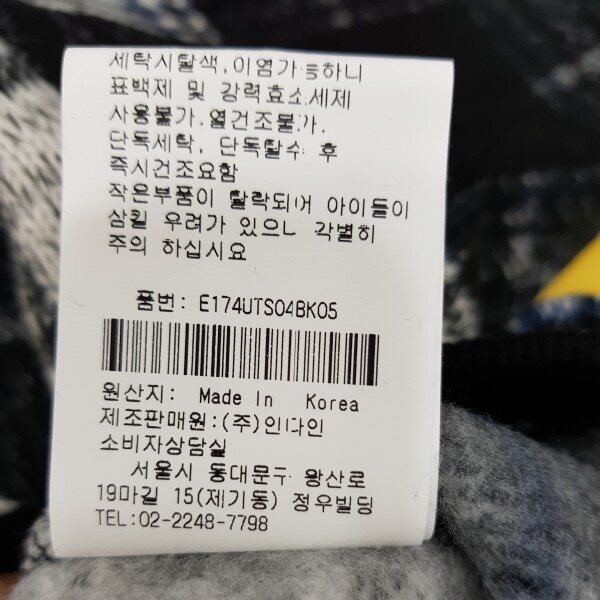 세탁시탈색,이염가능하니
표백제 및 강력효소세제
사용불가.열건조불가.
단독세탁, 단독탈수 후
즉시건조요함
작은부품이 탈락되어 아이들이
삼킬 우려가 있으니 각별히
주의 하십시요
품번: E174UTS04BK05
원산지: Made In Korea
제조판매원:(주)인다인
소비자상담실
서울시 동대문구 왕산로
19마길 15(제기동) 정우빌딩
TEL:02-2248-7798